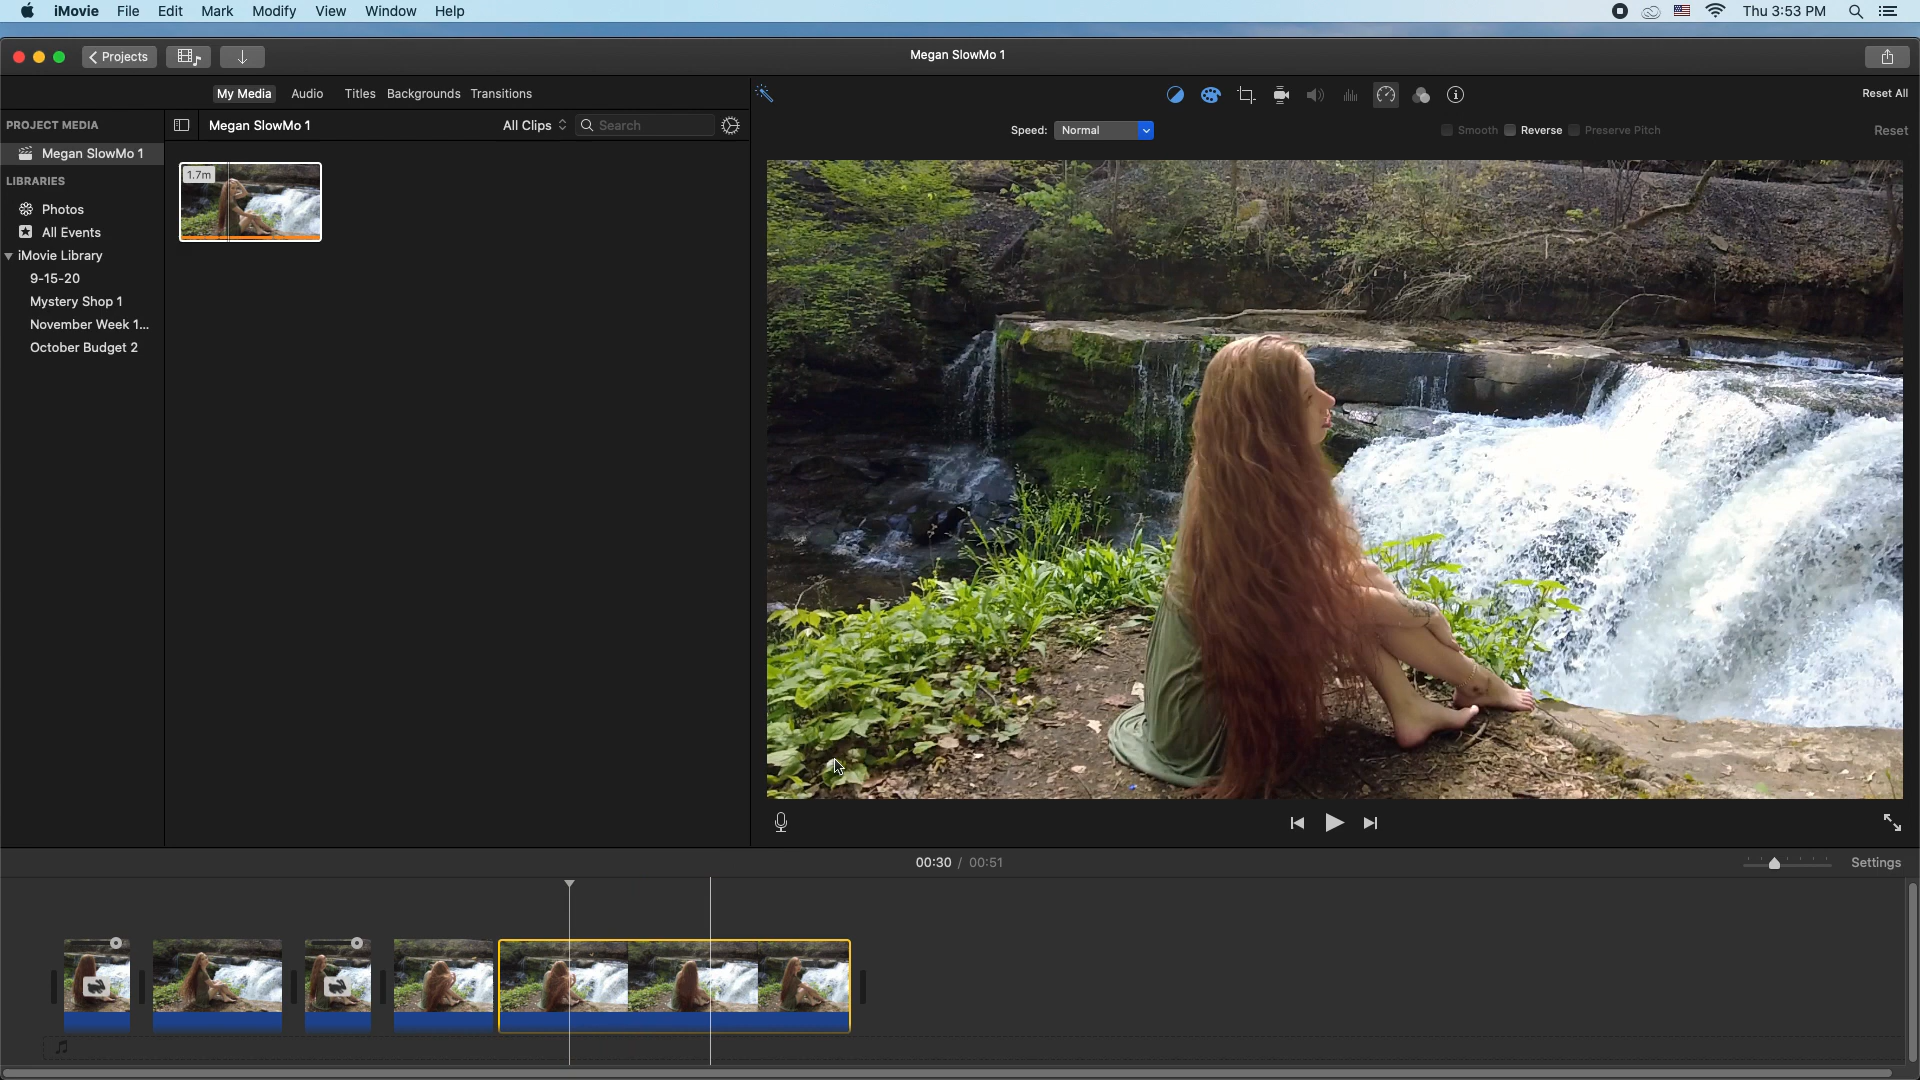 iMovie File Edit Mark Modify View Window Help Thu 3:53 PM
Projects Megan SlowMo 1
My Media Audio Titles Backgrounds Transitions Reset All
PROJECT MEDIA Megan SlowMo 1 All Clips Search Speed: Normal Smooth Reverse Preserve Pitch Reset
Megan SlowMo 1
1.7m
LIBRARIES
Photos
All Events
iMovie Library
9-15-20
Mystery Shop 1
November Week 1...
October Budget 2
00:30 / 00:51 Settings